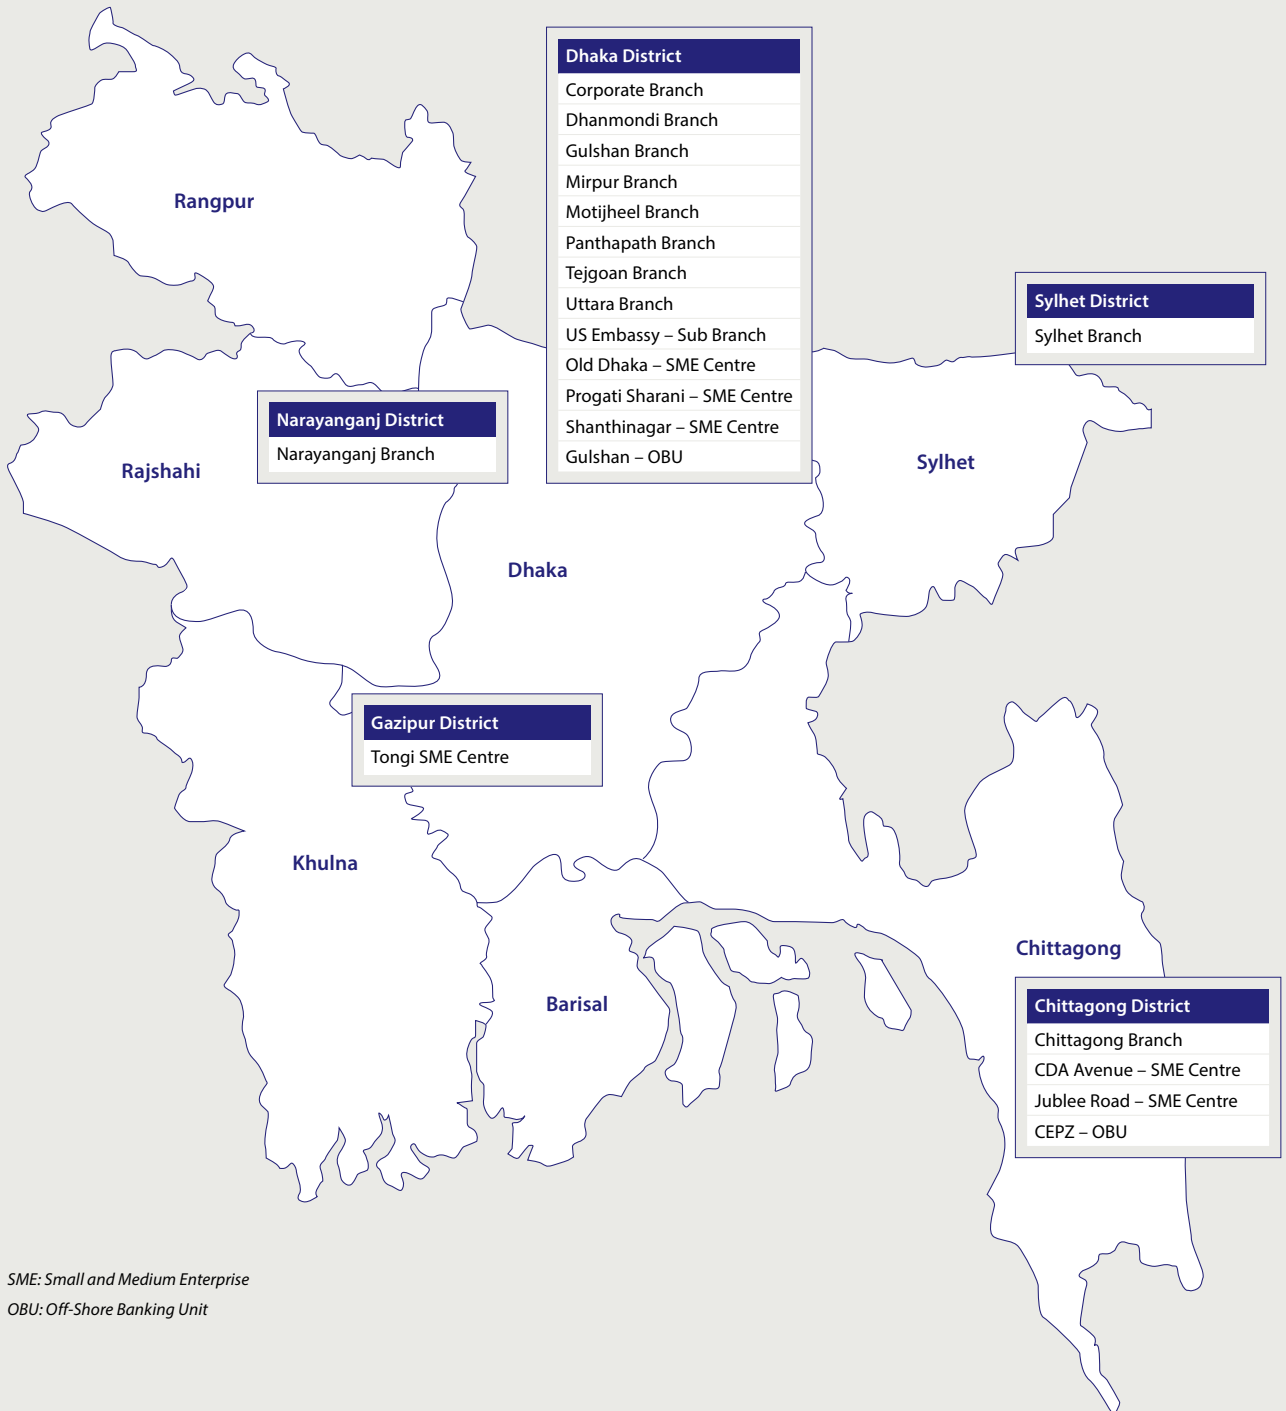 Dhaka District
Corporate Branch
Dhanmondi Branch
Gulshan Branch
Mirpur Branch
Motijheel Branch
Panthapath Branch
Tejgoan Branch
Uttara Branch
US Embassy – Sub Branch
Old Dhaka – SME Centre
Progati Sharani – SME Centre
Shanthinagar – SME Centre
Gulshan – OBU
Rangpur
Sylhet District
Sylhet Branch
Narayanganj District
Narayanganj Branch
Rajshahi
Sylhet
Dhaka
Gazipur District
Tongi SME Centre
Khulna
Chittagong
Barisal
Chittagong District
Chittagong Branch
CDA Avenue – SME Centre
Jublee Road – SME Centre
CEPZ – OBU
SME: Small and Medium Enterprise
OBU: Off-Shore Banking Unit